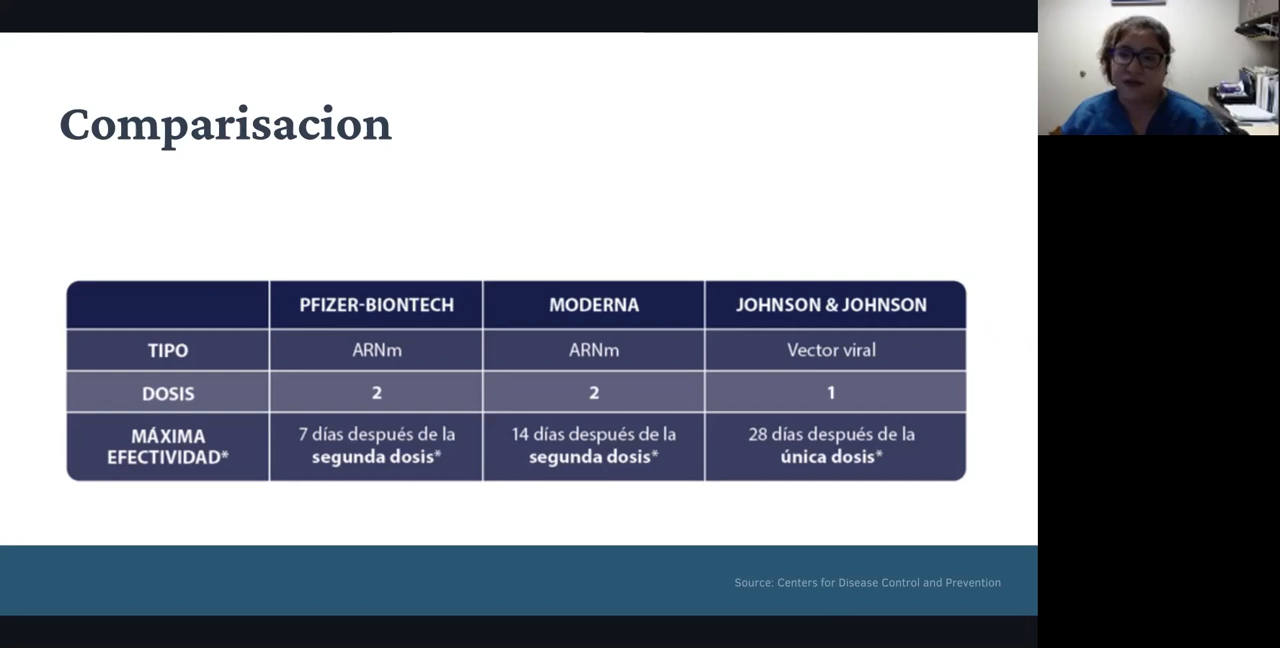 Comparisacion
PFIZER-BIONTECH MODERNA JOHNSON & JOHNSON
TIPO ARNm ARNm Vector viral
DOSIS 2 2 1
MÁXIMA EFECTIVIDAD* 7 días después de la segunda dosis* 14 días después de la segunda dosis* 28 días después de la única dosis*
Source: Centers for Disease Control and Prevention